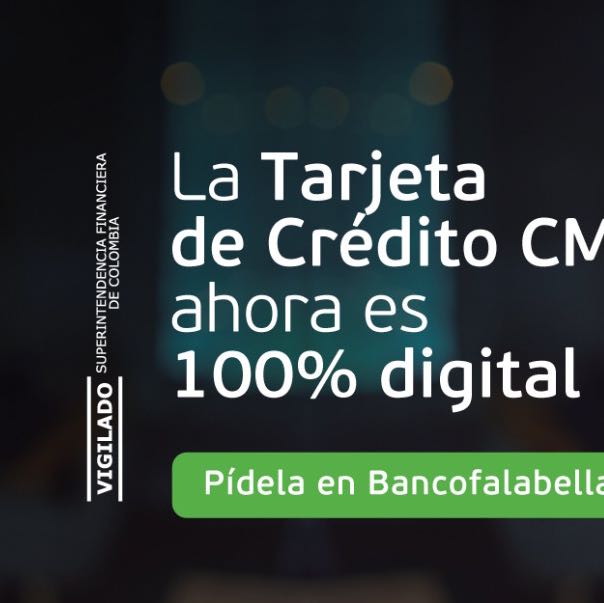 La Tarjeta
de Crédito CM
ahora es
100% digital
Pídela en Bancofalabella
VIGILADO SUPERINTENDENCIA FINANCIERA
DE COLOMBIA